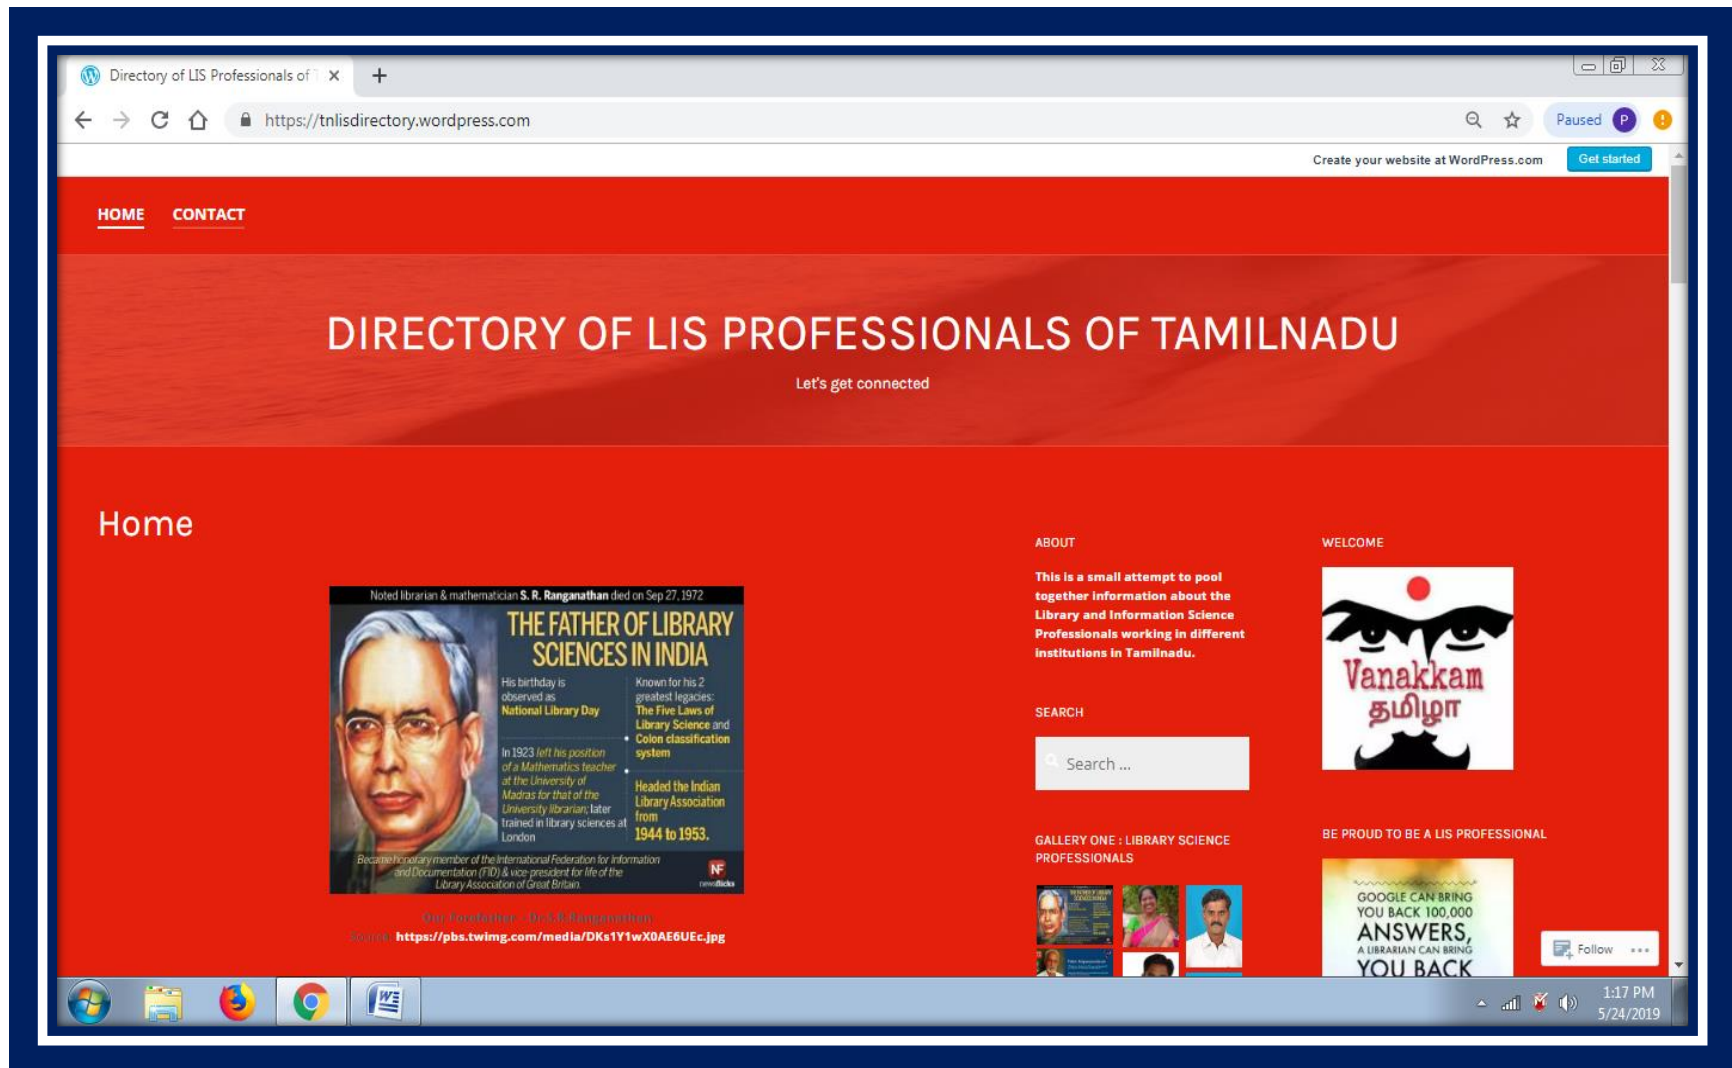 Directory of LIS Professionals of T
https://tnlisdirectory.wordpress.com
Paused P
Create your website at WordPress.com Get started
HOME CONTACT
DIRECTORY OF LIS PROFESSIONALS OF TAMILNADU
Let's get connected
Home
Noted librarian & mathematician S. R. Ranganathan died on Sep 27, 1972
THE FATHER OF LIBRARY
SCIENCES IN INDIA
His birthday is
observed as
National Library Day
In 1923 left his position
of a Mathematics teacher
at the University of
Madras for that of the
University librarian; later
trained in library sciences at
London
Known for his 2
greatest legacies:
The Five Laws of
Library Science and
Colon classification
system
Headed the Indian
Library Association
from
1944 to 1953.
Became honorary member of the International Federation for Information
and Documentation (FID) & vice-president for life of the
Library Association of Great Britain.
NF
newsflicks
Our Forefather - Dr.S.R.Ranganathan
Source: https://pbs.twimg.com/media/DKs1Y1wX0AE6UEc.jpg
ABOUT
This is a small attempt to pool
together information about the
Library and Information Science
Professionals working in different
institutions in Tamilnadu.
SEARCH
Search ...
GALLERY ONE : LIBRARY SCIENCE
PROFESSIONALS
WELCOME
Vanakkam
தமிழா
BE PROUD TO BE A LIS PROFESSIONAL
GOOGLE CAN BRING
YOU BACK 100,000
ANSWERS,
A LIBRARIAN CAN BRING
YOU BACK
Follow
1:17 PM
5/24/2019